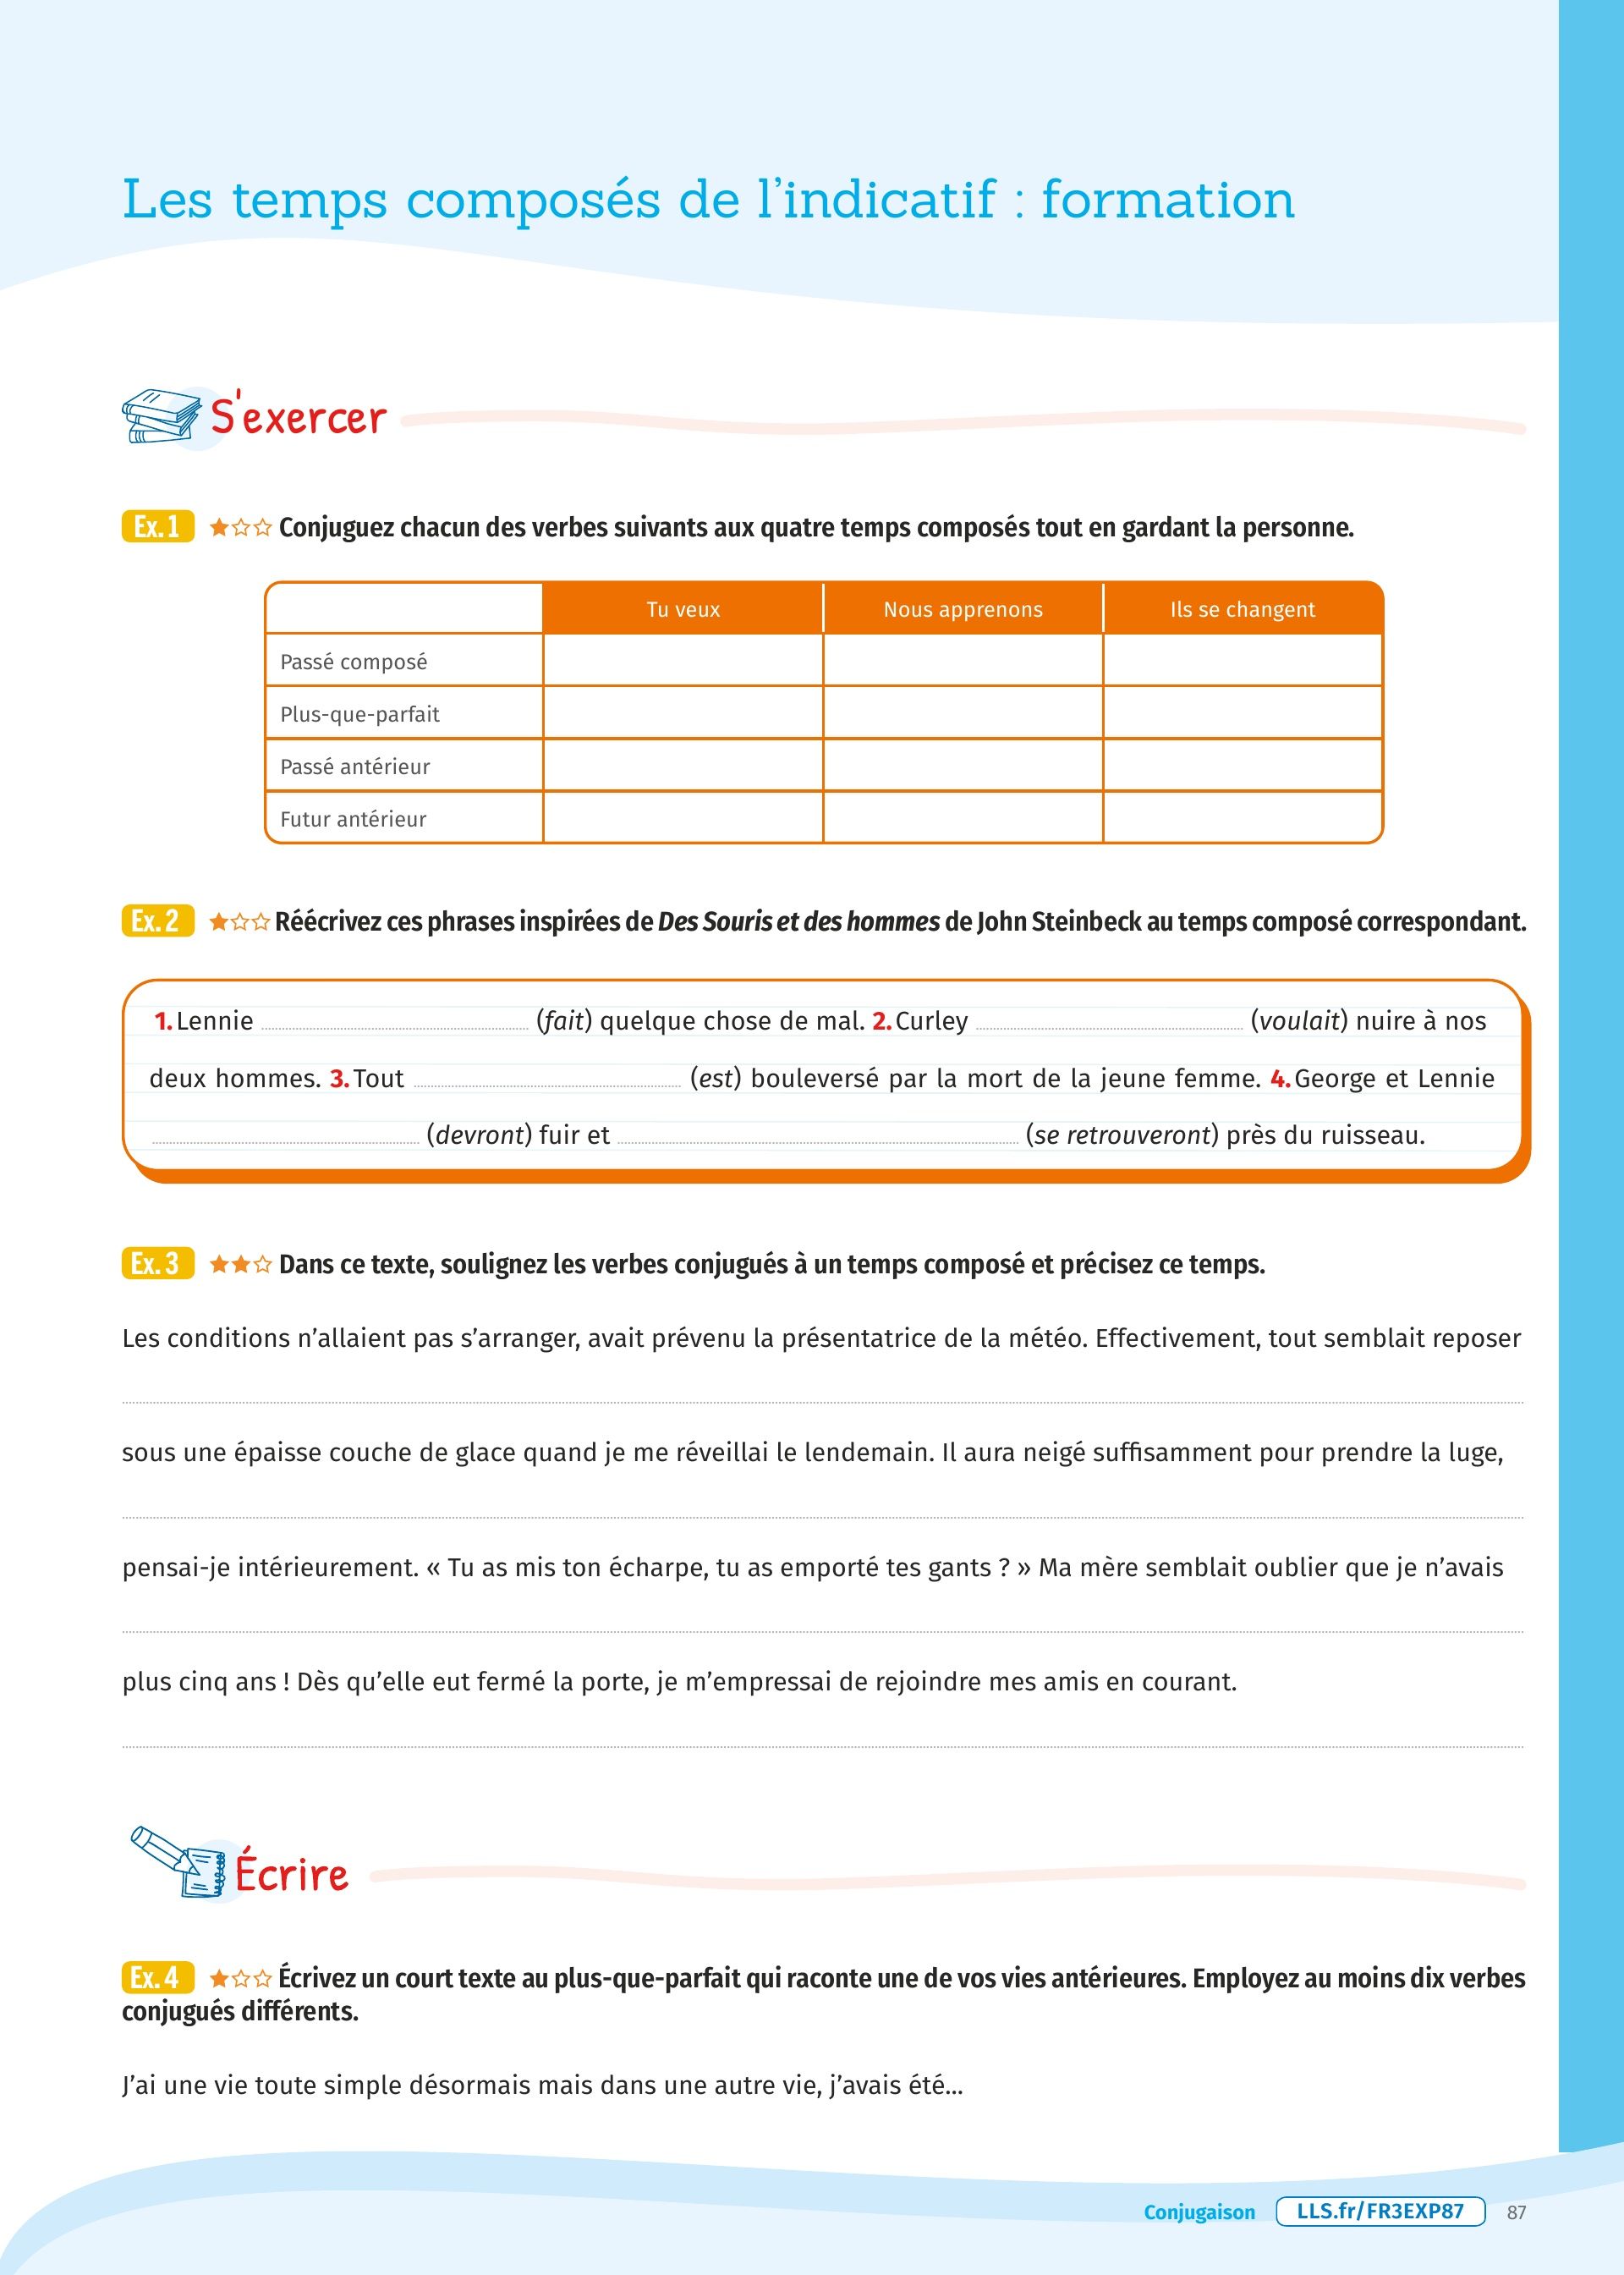 Les temps composés de l'indicatif : formation
S'exercer
Ex. 1 Conjuguez chacun des verbes suivants aux quatre temps composés tout en gardant la personne.
Tu veux Nous apprenons Ils se changent
Passé composé
Plus-que-parfait
Passé antérieur
Futur antérieur
Ex. 2 Réécrivez ces phrases inspirées de Des Souris et des hommes de John Steinbeck au temps composé correspondant.
1. Lennie (fait) quelque chose de mal. 2. Curley (voulait) nuire à nos
deux hommes. 3. Tout (est) bouleversé par la mort de la jeune femme. 4. George et Lennie
(devront) fuir et (se retrouveront) près du ruisseau.
Ex. 3 Dans ce texte, soulignez les verbes conjugués à un temps composé et précisez ce temps.
Les conditions n'allaient pas s'arranger, avait prévenu la présentatrice de la météo. Effectivement, tout semblait reposer
sous une épaisse couche de glace quand je me réveillai le lendemain. Il aura neigé suffisamment pour prendre la luge,
pensai-je intérieurement. « Tu as mis ton écharpe, tu as emporté tes gants ? » Ma mère semblait oublier que je n'avais
plus cinq ans ! Dès qu'elle eut fermé la porte, je m'empressai de rejoindre mes amis en courant.
Écrire
Ex. 4 Écrivez un court texte au plus-que-parfait qui raconte une de vos vies antérieures. Employez au moins dix verbes
conjugués différents.
J'ai une vie toute simple désormais mais dans une autre vie, j'avais été...
Conjugaison LLS.fr/FR3EXP87 87